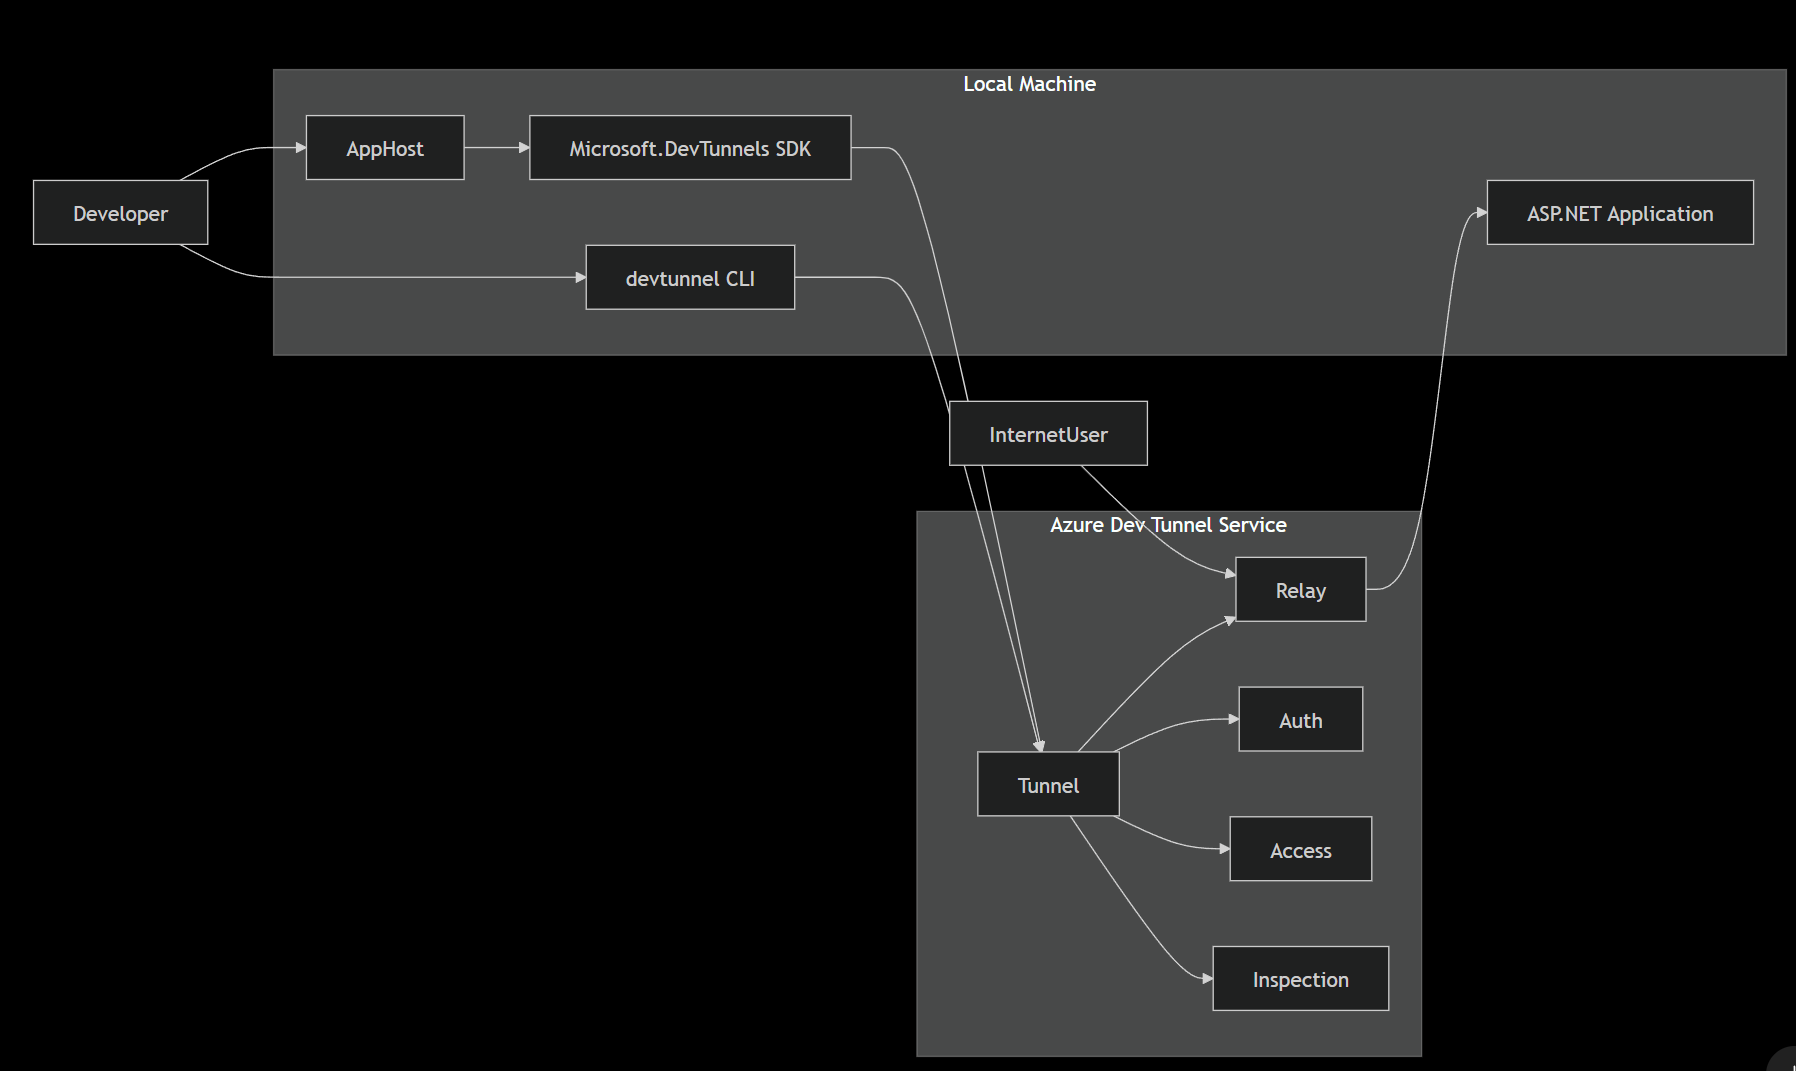 Local Machine
AppHost
Microsoft.DevTunnels SDK
Developer
ASP.NET Application
devtunnel CLI
InternetUser
Azure Dev Tunnel Service
Relay
Auth
Tunnel
Access
Inspection